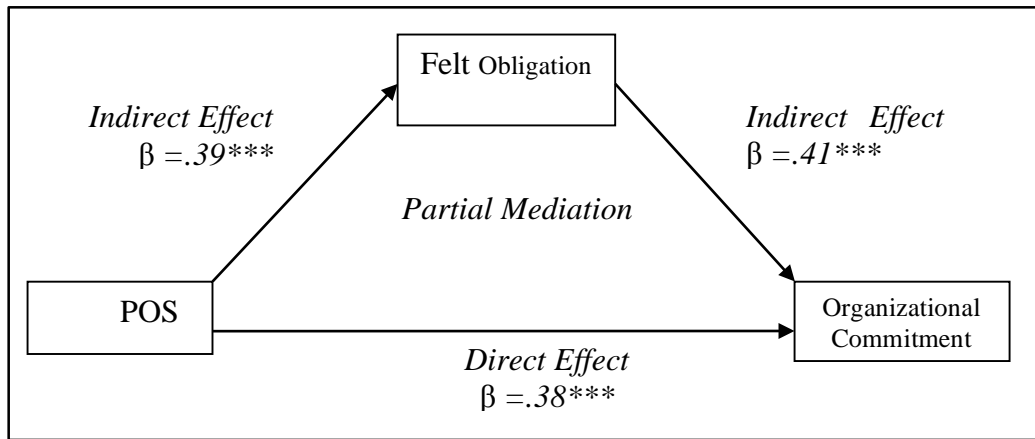 Felt Obligation
Indirect Effect
β =.39***
Indirect Effect
β =.41***
Partial Mediation
POS
Organizational
Commitment
Direct Effect
β =.38***